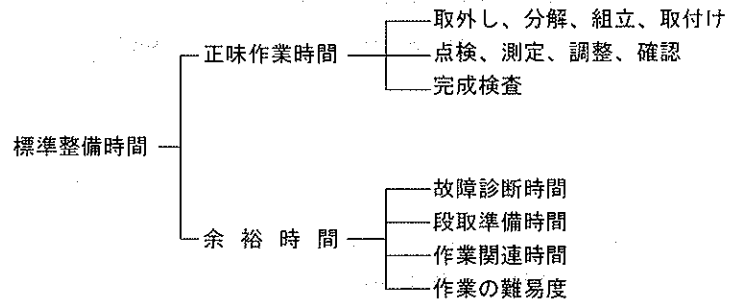 取外し、分解、組立、取付け
正味作業時間
点検、測定、調整、確認
完成検査
標準整備時間
故障診断時間
段取準備時間
余裕時間
作業関連時間
作業の難易度